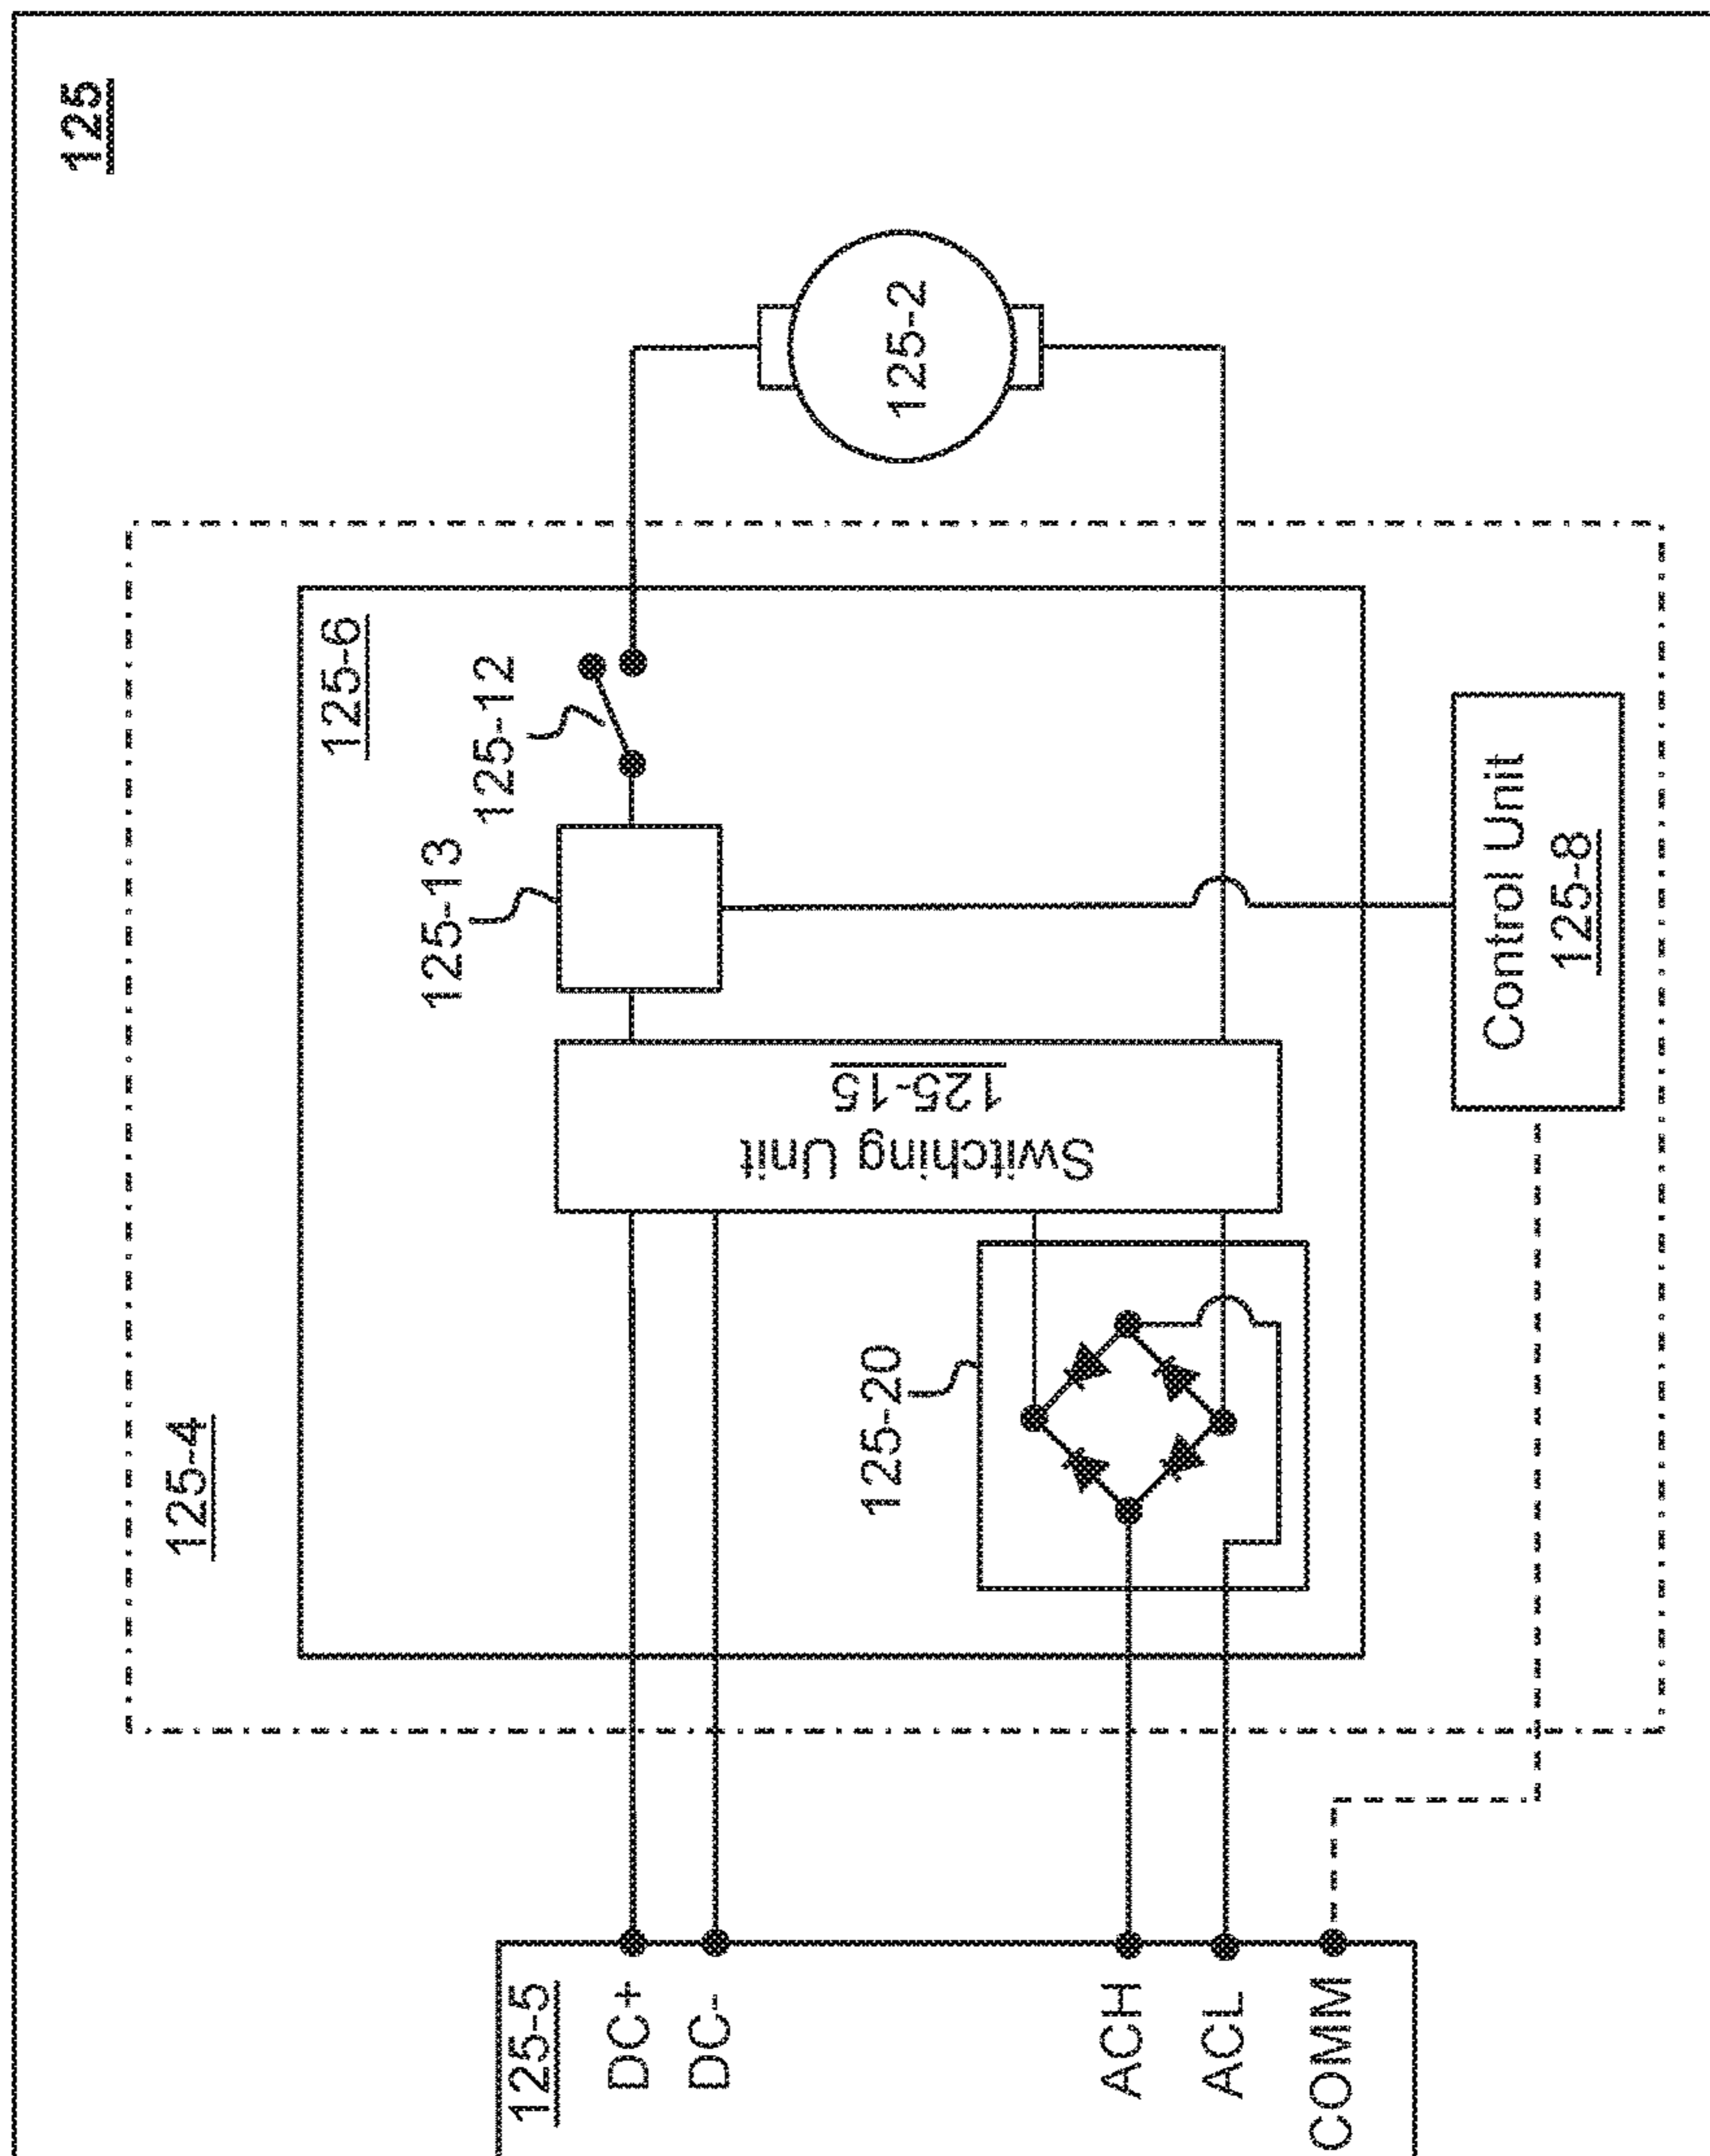 125
125-4
125-6
125-12
125-13
125-2
Switching Unit
125-15
125-20
Control Unit
125-8
125-5
DC+
DC-
ACH
ACL
COMM